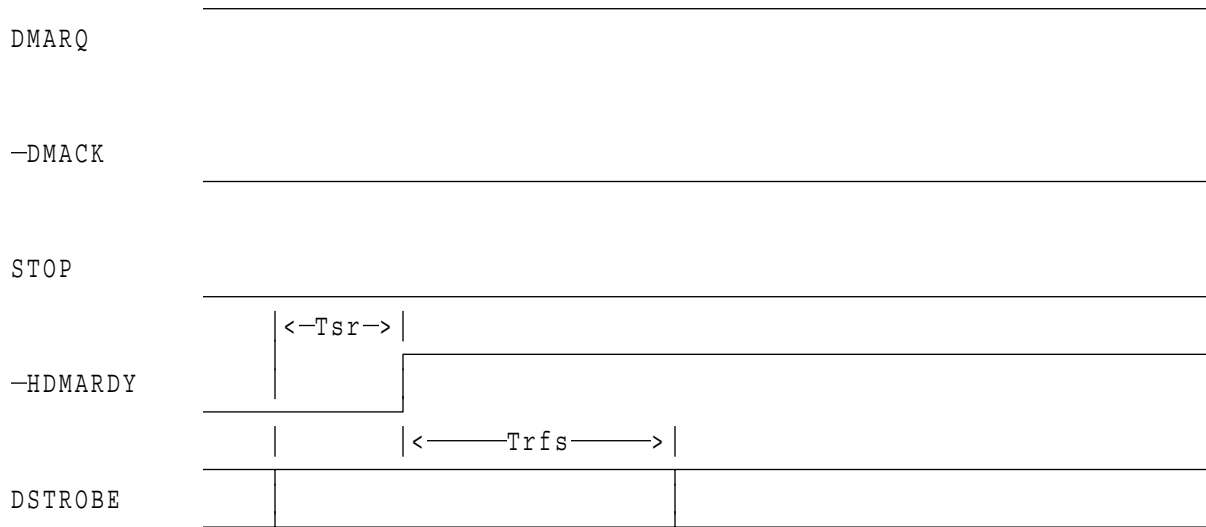 DMARQ
—DMACK
STOP
<—Tsr—>
—HDMARDY
<———Trfs———>
DSTROBE